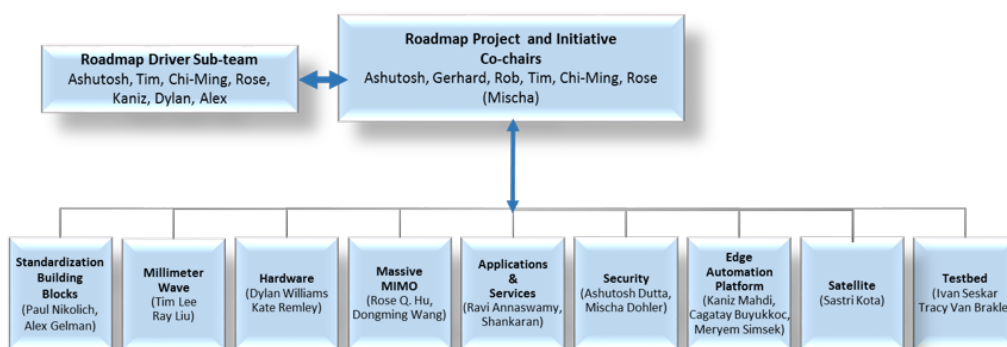 Roadmap Project and Initiative
Co-chairs
Ashutosh, Gerhard, Rob, Tim, Chi-Ming, Rose
(Mischa)
Roadmap Driver Sub-team
Ashutosh, Tim, Chi-Ming, Rose,
Kaniz, Dylan, Alex
Standardization
Building
Blocks
(Paul Nikolich,
Alex Gelman)
Millimeter
Wave
(Tim Lee
Ray Liu)
Hardware
(Dylan Williams
Kate Remley)
Massive
MIMO
(Rose Q. Hu,
Dongming Wang)
Applications
&
Services
(Ravi Annaswamy,
Shankaran)
Security
(Ashutosh Dutta,
Mischa Dohler)
Edge
Automation
Platform
(Kaniz Mahdi,
Cagatay Buyukkoc,
Meryem Simsek)
Satellite
(Sastri Kota)
Testbed
(Ivan Seskar
Tracy Van Brakle)